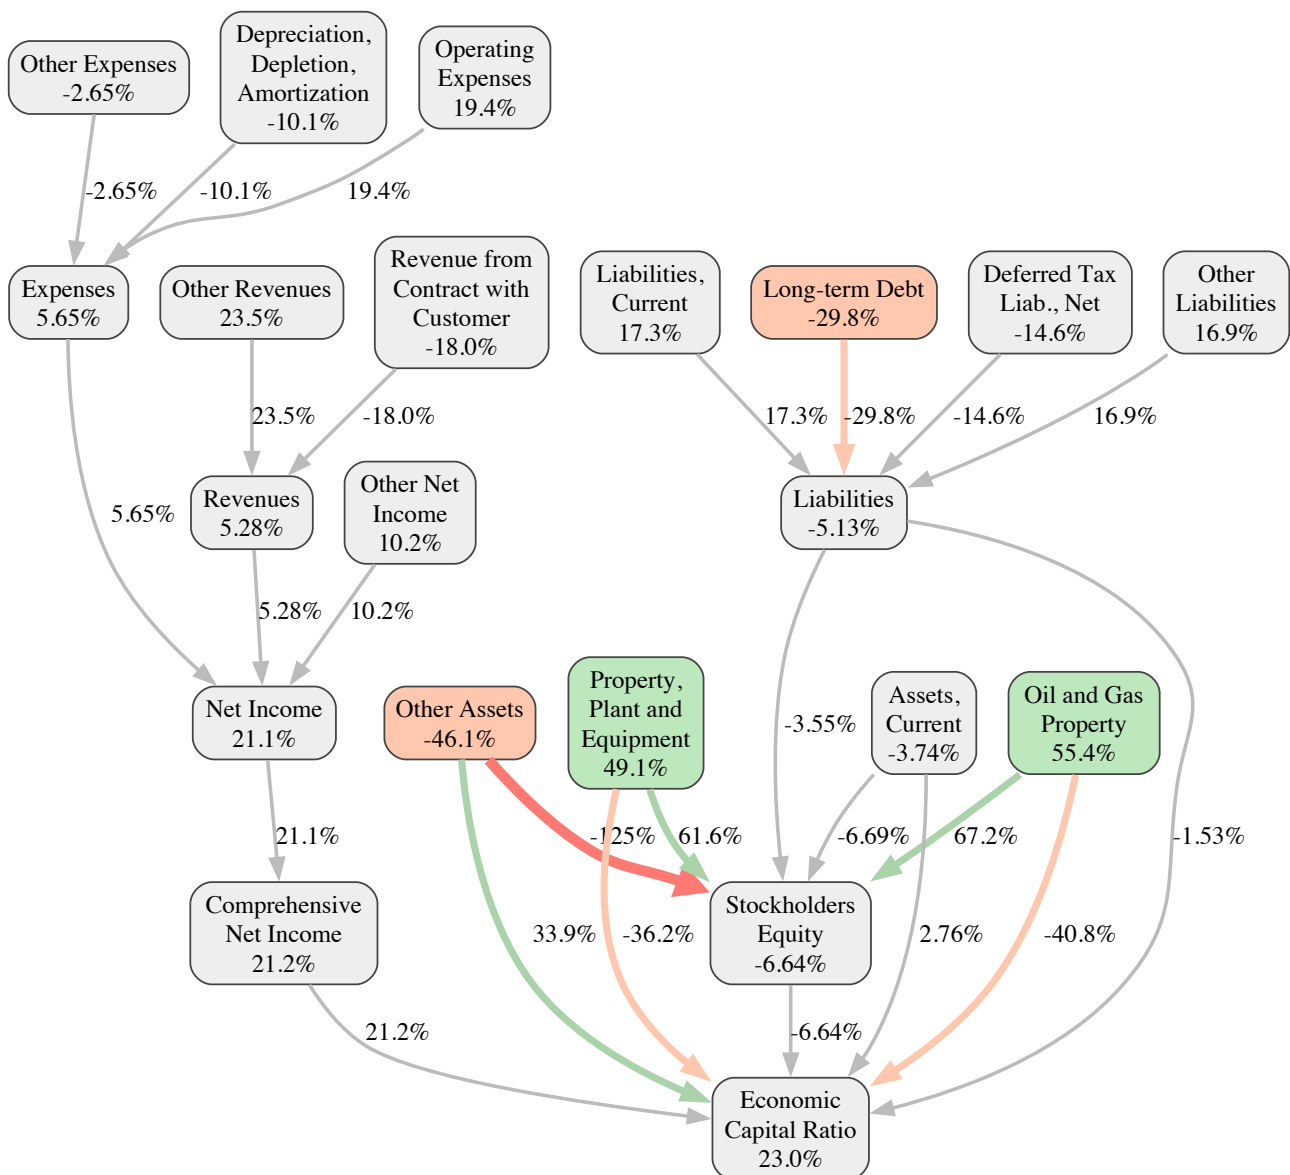 Other Expenses
-2.65%
Depreciation,
Depletion,
Amortization
-10.1%
Operating
Expenses
19.4%
-2.65%
-10.1%
19.4%
Expenses
5.65%
Other Revenues
23.5%
Revenue from
Contract with
Customer
-18.0%
Liabilities,
Current
17.3%
Long-term Debt
-29.8%
Deferred Tax
Liab., Net
-14.6%
Other
Liabilities
16.9%
23.5%
-18.0%
17.3%
-29.8%
-14.6%
16.9%
5.65%
Revenues
5.28%
Other Net
Income
10.2%
Liabilities
-5.13%
5.28%
10.2%
Net Income
21.1%
Other Assets
-46.1%
Property,
Plant and
Equipment
49.1%
-3.55%
Assets,
Current
-3.74%
Oil and Gas
Property
55.4%
21.1%
-125%
61.6%
-6.69%
67.2%
-1.53%
Comprehensive
Net Income
21.2%
33.9%
-36.2%
Stockholders
Equity
-6.64%
2.76%
-40.8%
21.2%
-6.64%
Economic
Capital Ratio
23.0%